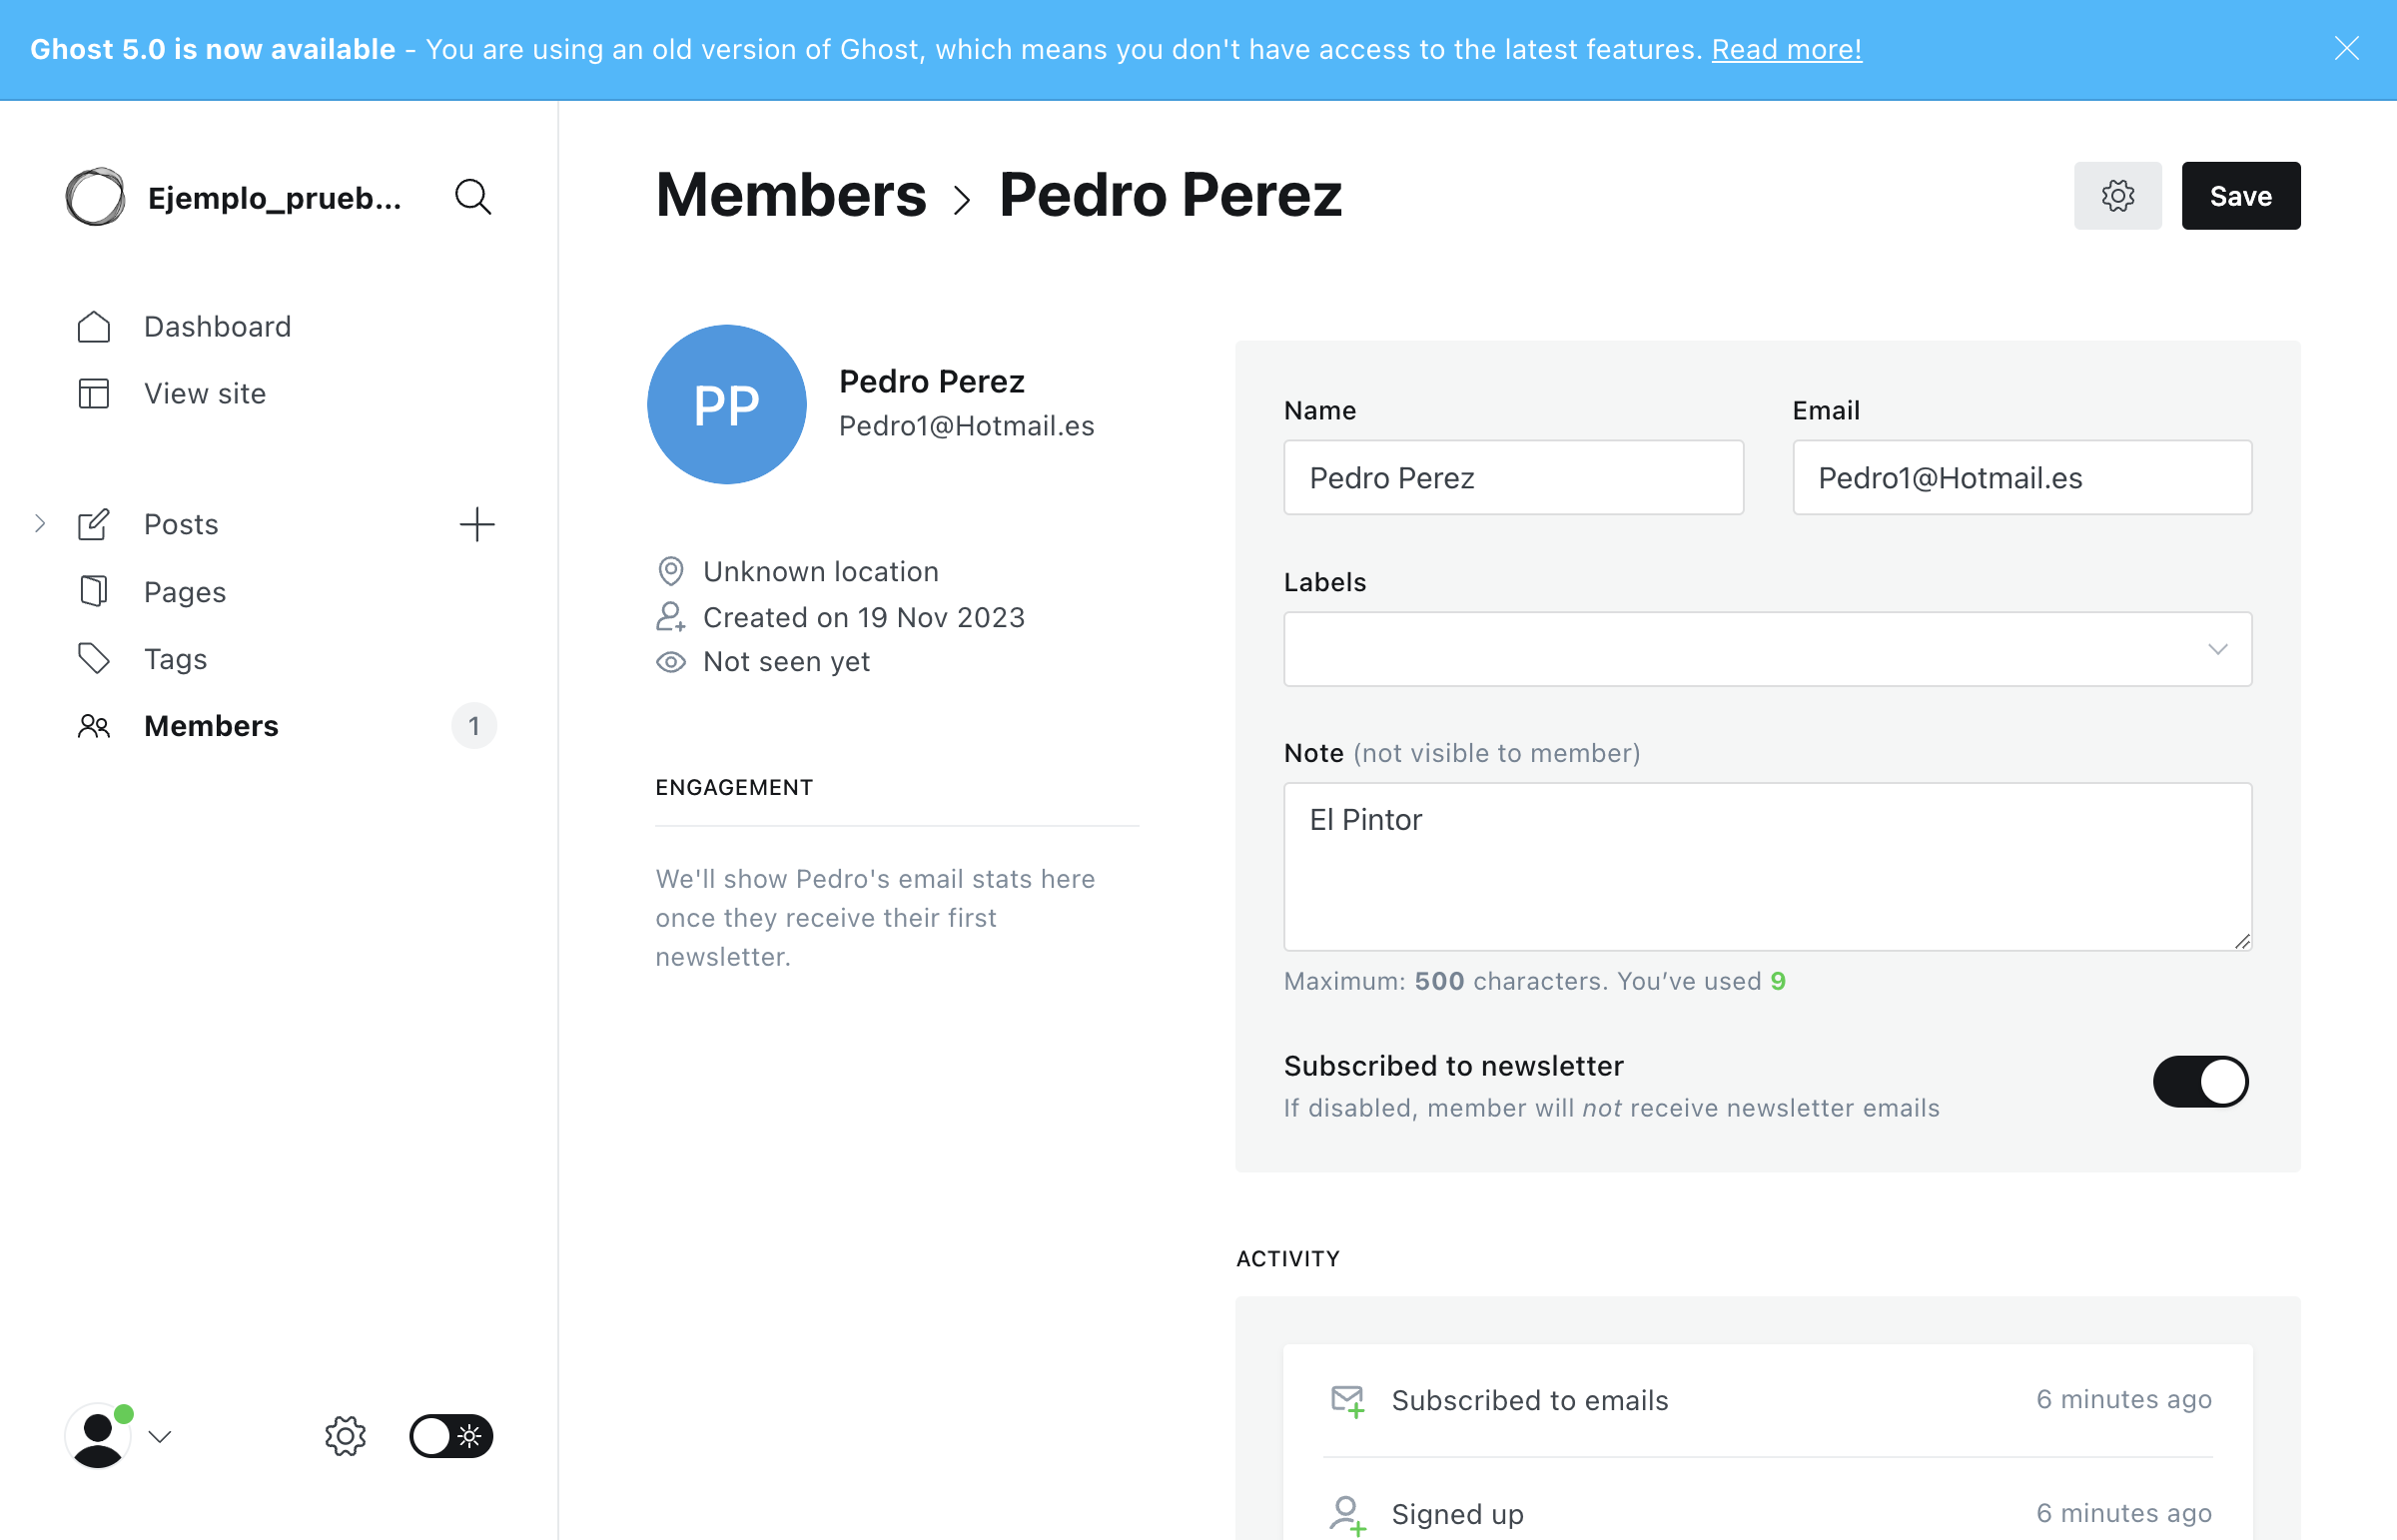 Ghost 5.0 is now available - You are using an old version of Ghost, which means you don't have access to the latest features. Read more!
Ejemplo_prueb...
Dashboard
View site
Posts
Pages
Tags
Members 1
Members > Pedro Perez
Save
PP
Pedro Perez
Pedro1@Hotmail.es
Unknown location
Created on 19 Nov 2023
Not seen yet
ENGAGEMENT
We'll show Pedro's email stats here
once they receive their first
newsletter.
Name
Pedro Perez
Email
Pedro1@Hotmail.es
Labels
Note (not visible to member)
El Pintor
Maximum: 500 characters. You’ve used 9
Subscribed to newsletter
If disabled, member will not receive newsletter emails
ACTIVITY
Subscribed to emails 6 minutes ago
Signed up 6 minutes ago